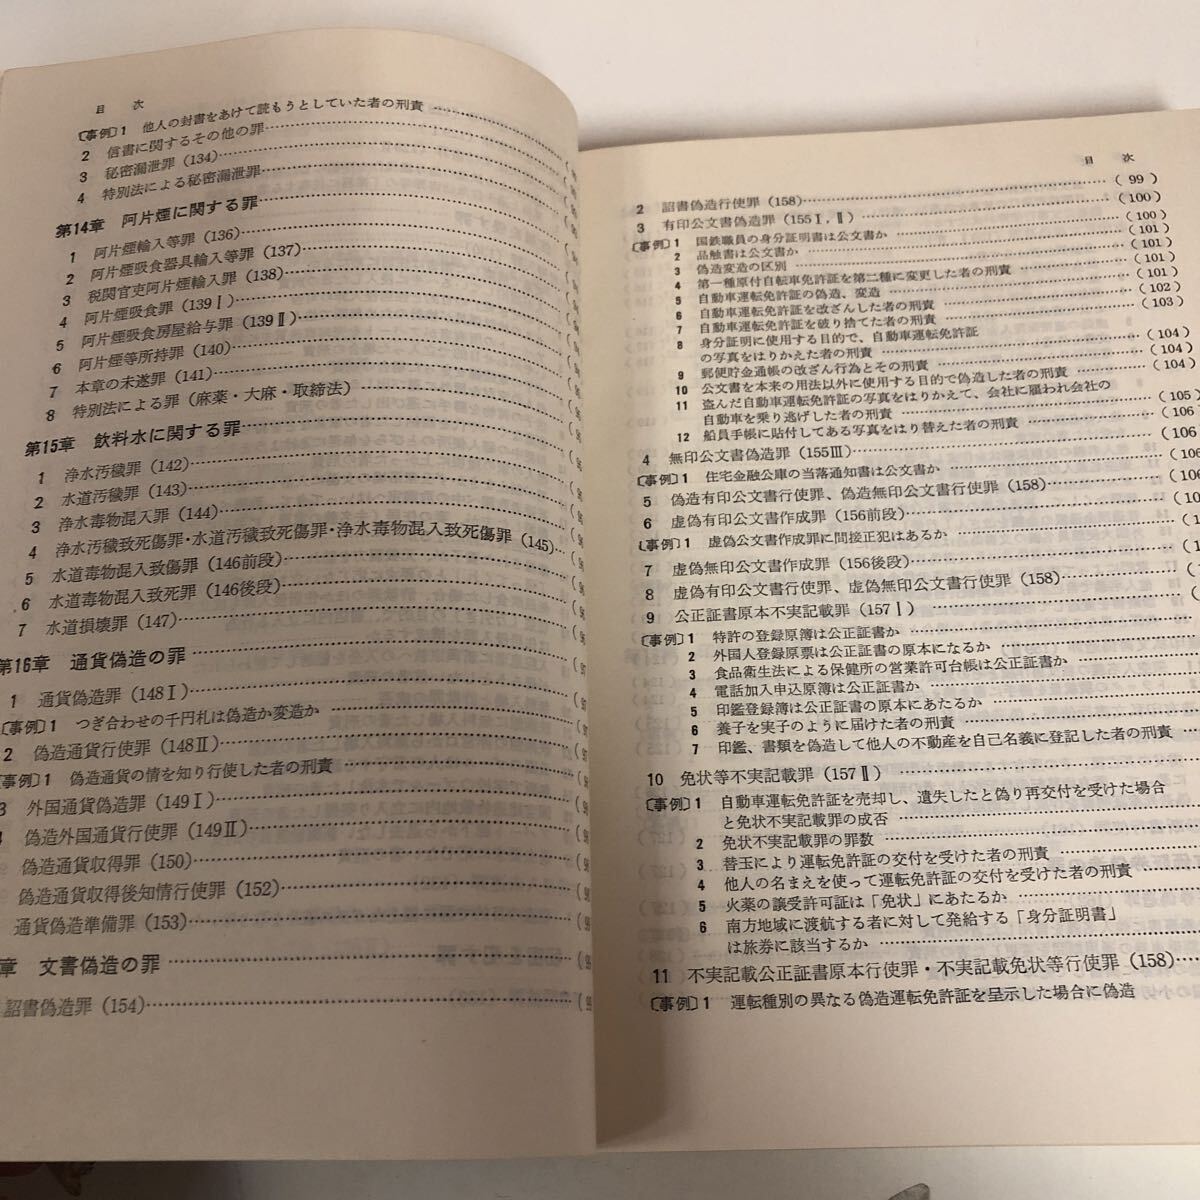 目 次
〔事例〕1 他人の封書をあけて読もうとしていた者の刑責
2 信書に関するその他の罪
3 秘密漏泄罪（134）
4 特別法による秘密漏泄罪
第14章 阿片煙に関する罪
1 阿片煙輸入等罪（136）
2 阿片煙吸食器具輸入等罪（137）
3 税関官吏阿片煙輸入罪（138）
4 阿片煙吸食罪（139Ⅰ）
5 阿片煙吸食房屋給与罪（139Ⅱ）
6 阿片煙等所持罪（140）
7 本章の未遂罪（141）
8 特別法による罪（麻薬・大麻・取締法）
第15章 飲料水に関する罪
1 浄水汚穢罪（142）
2 水道汚穢罪（143）
3 浄水毒物混入罪（144）
4 浄水汚穢致死傷罪・水道汚穢致死傷罪・浄水毒物混入致死傷罪（145）
5 水道毒物混入致傷罪（146前段）
6 水道毒物混入致死罪（146後段）
7 水道損壊罪（147）
第16章 通貨偽造の罪
1 通貨偽造罪（148Ⅰ）
〔事例〕1 つぎ合わせの千円札は偽造か変造か
2 偽造通貨行使罪（148Ⅱ）
事例〕1 偽造通貨の情を知り行使した者の刑責
3 外国通貨偽造罪（149Ⅰ）
偽造外国通貨行使罪（149Ⅱ）
偽造通貨収得罪（150）
偽造通貨収得後知情行使罪（152）
通貨偽造準備罪（153）
章 文書偽造の罪
詔書偽造罪（154）
目 次
2 詔書偽造行使罪（158）（99）
3 有印公文書偽造罪（155Ⅰ，Ⅱ）（100）
〔事例〕1 国鉄職員の身分証明書は公文書か（100）
2 品触書は公文書か（101）
3 偽造変造の区別（101）
4 第一種原付自転車免許証を第二種に変更した者の刑責（101）
5 自動車運転免許証の偽造、変造（101）
6 自動車運転免許証を改ざんした者の刑責（102）
7 自動車運転免許証を破り捨てた者の刑責（103）
8 身分証明に使用する目的で、自動車運転免許証
の写真をはりかえた者の刑責（104）
9 郵便貯金通帳の改ざん行為とその刑責（104）
10 公文書を本来の用法以外に使用する目的で偽造した者の刑責（104）
11 盗んだ自動車運転免許証の写真をはりかえて、会社に雇われ会社の
自動車を乗り逃げした者の刑責（105）
12 船員手帳に貼付してある写真をはり替えた者の刑責（106
4 無印公文書偽造罪（155Ⅲ）（106
〔事例〕1 住宅金融公庫の当落通知書は公文書か（106
5 偽造有印公文書行使罪、偽造無印公文書行使罪（158）（106
6 虚偽有印公文書作成罪（156前段）（10
〔事例〕1 虚偽公文書作成罪に間接正犯はあるか（1
7 虚偽無印公文書作成罪（156後段）（1
8 虚偽有印公文書行使罪、虚偽無印公文書行使罪（158）（
9 公正証書原本不実記載罪（157Ⅰ）（
〔事例〕1 特許の登録原簿は公正証書か
2 外国人登録原票は公正証書の原本になるか
3 食品衛生法による保健所の営業許可台帳は公正証書か
4 電話加入申込原簿は公正証書か
5 印鑑登録簿は公正証書の原本にあたるか
6 養子を実子のように届けた者の刑責
7 印鑑、書類を偽造して他人の不動産を自己名義に登記した者の刑責
10 免状等不実記載罪（157Ⅱ）
〔事例〕1 自動車運転免許証を売却し、遺失したと偽り再交付を受けた場合
と免状不実記載罪の成否
2 免状不実記載罪の罪数
3 替玉により運転免許証の交付を受けた者の刑責
4 他人の名まえを使って運転免許証の交付を受けた者の刑責
5 火薬の譲受許可証は「免状」にあたるか
6 南方地域に渡航する者に対して発給する「身分証明書」
は旅券に該当するか
11 不実記載公正証書原本行使罪・不実記載免状等行使罪（158）
〔事例〕1 運転種別の異なる偽造運転免許証を呈示した場合に偽造